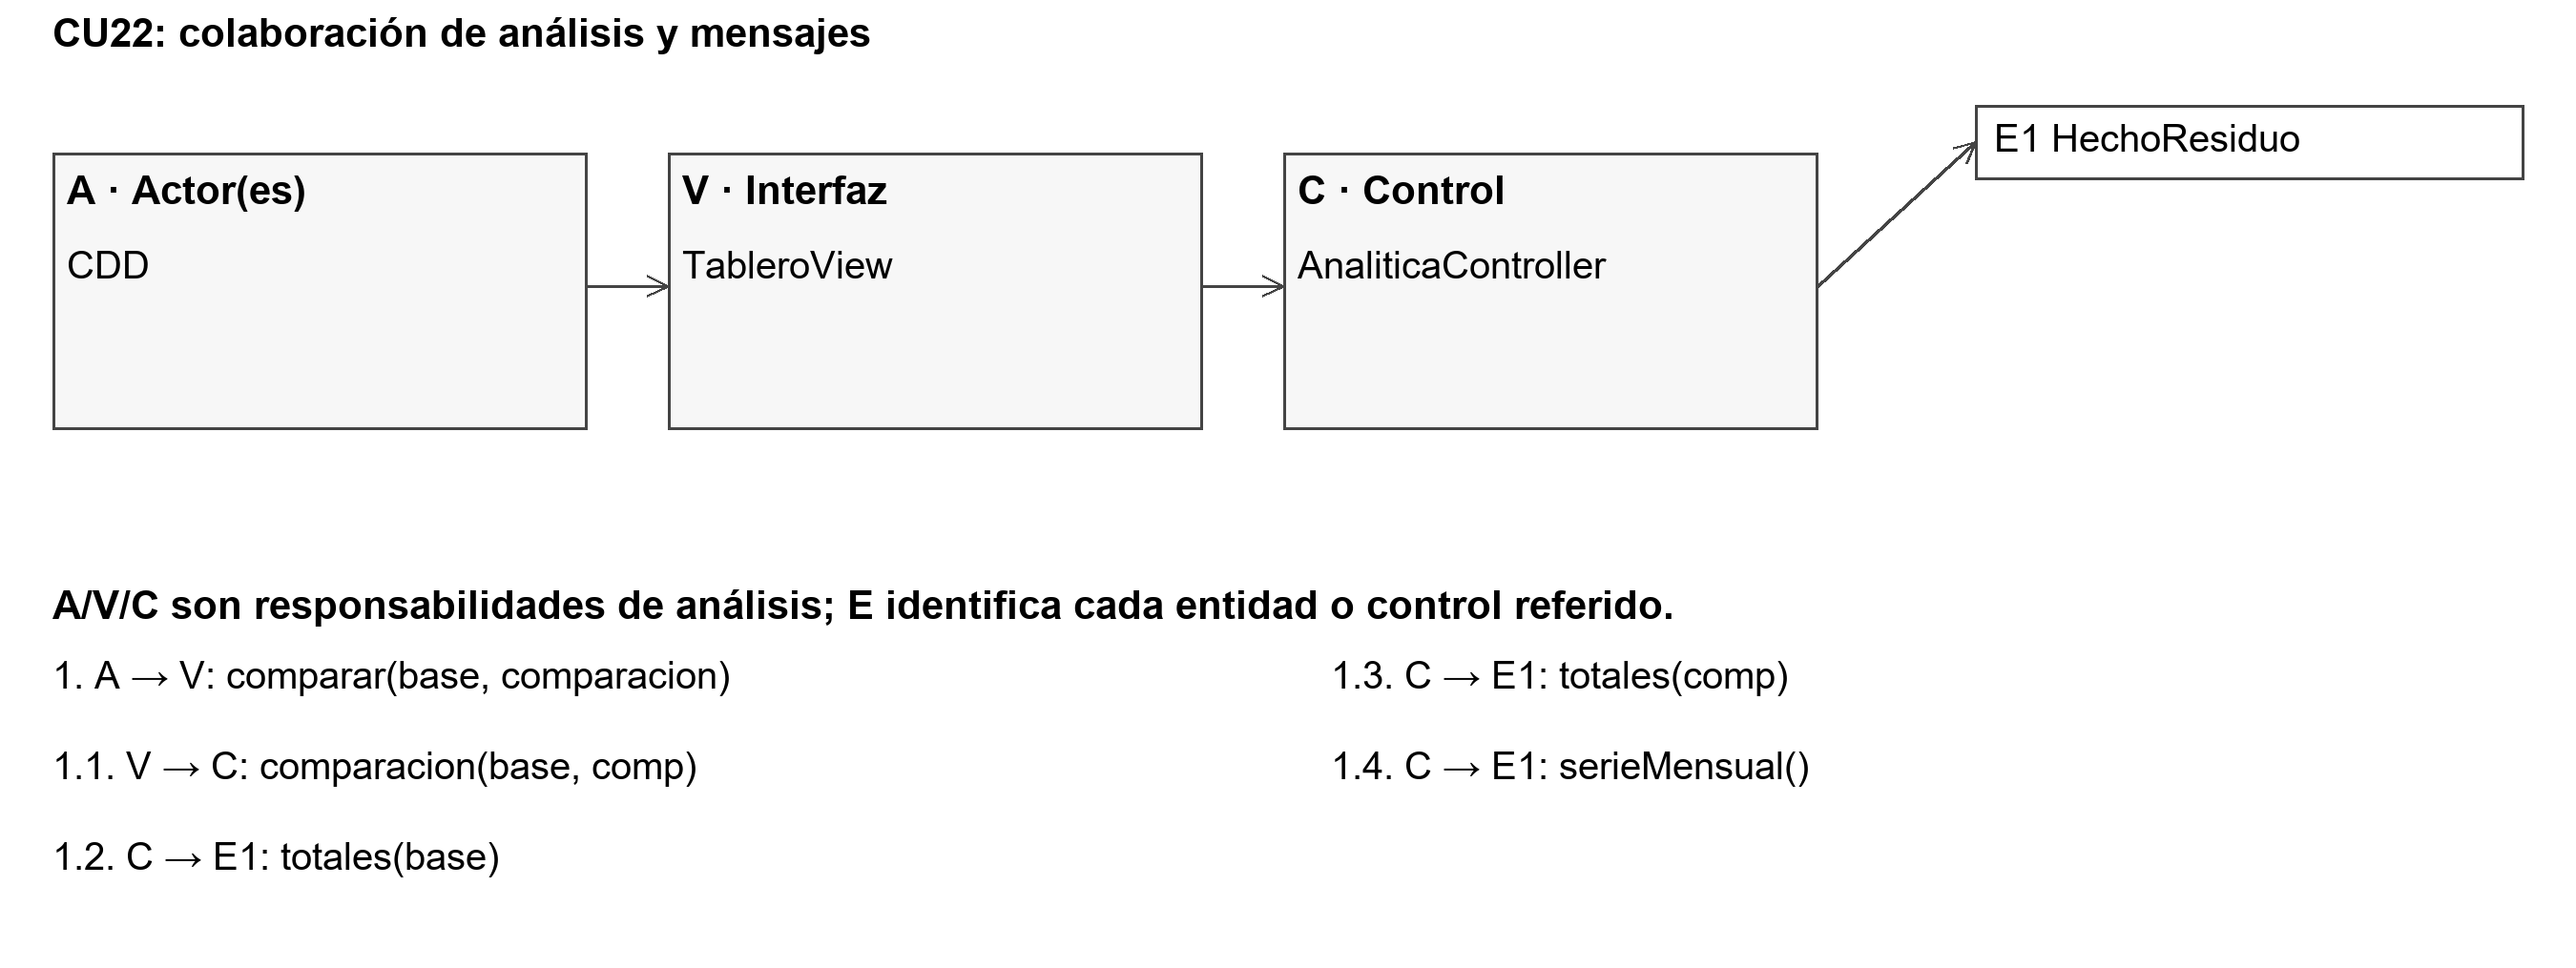 CU22: colaboración de análisis y mensajes
A · Actor(es)
CDD
V · Interfaz
TableroView
C · Control
AnaliticaController
E1 HechoResiduo
A/V/C son responsabilidades de análisis; E identifica cada entidad o control referido.
1. A → V: comparar(base, comparacion)
1.1. V → C: comparacion(base, comp)
1.2. C → E1: totales(base)
1.3. C → E1: totales(comp)
1.4. C → E1: serieMensual()